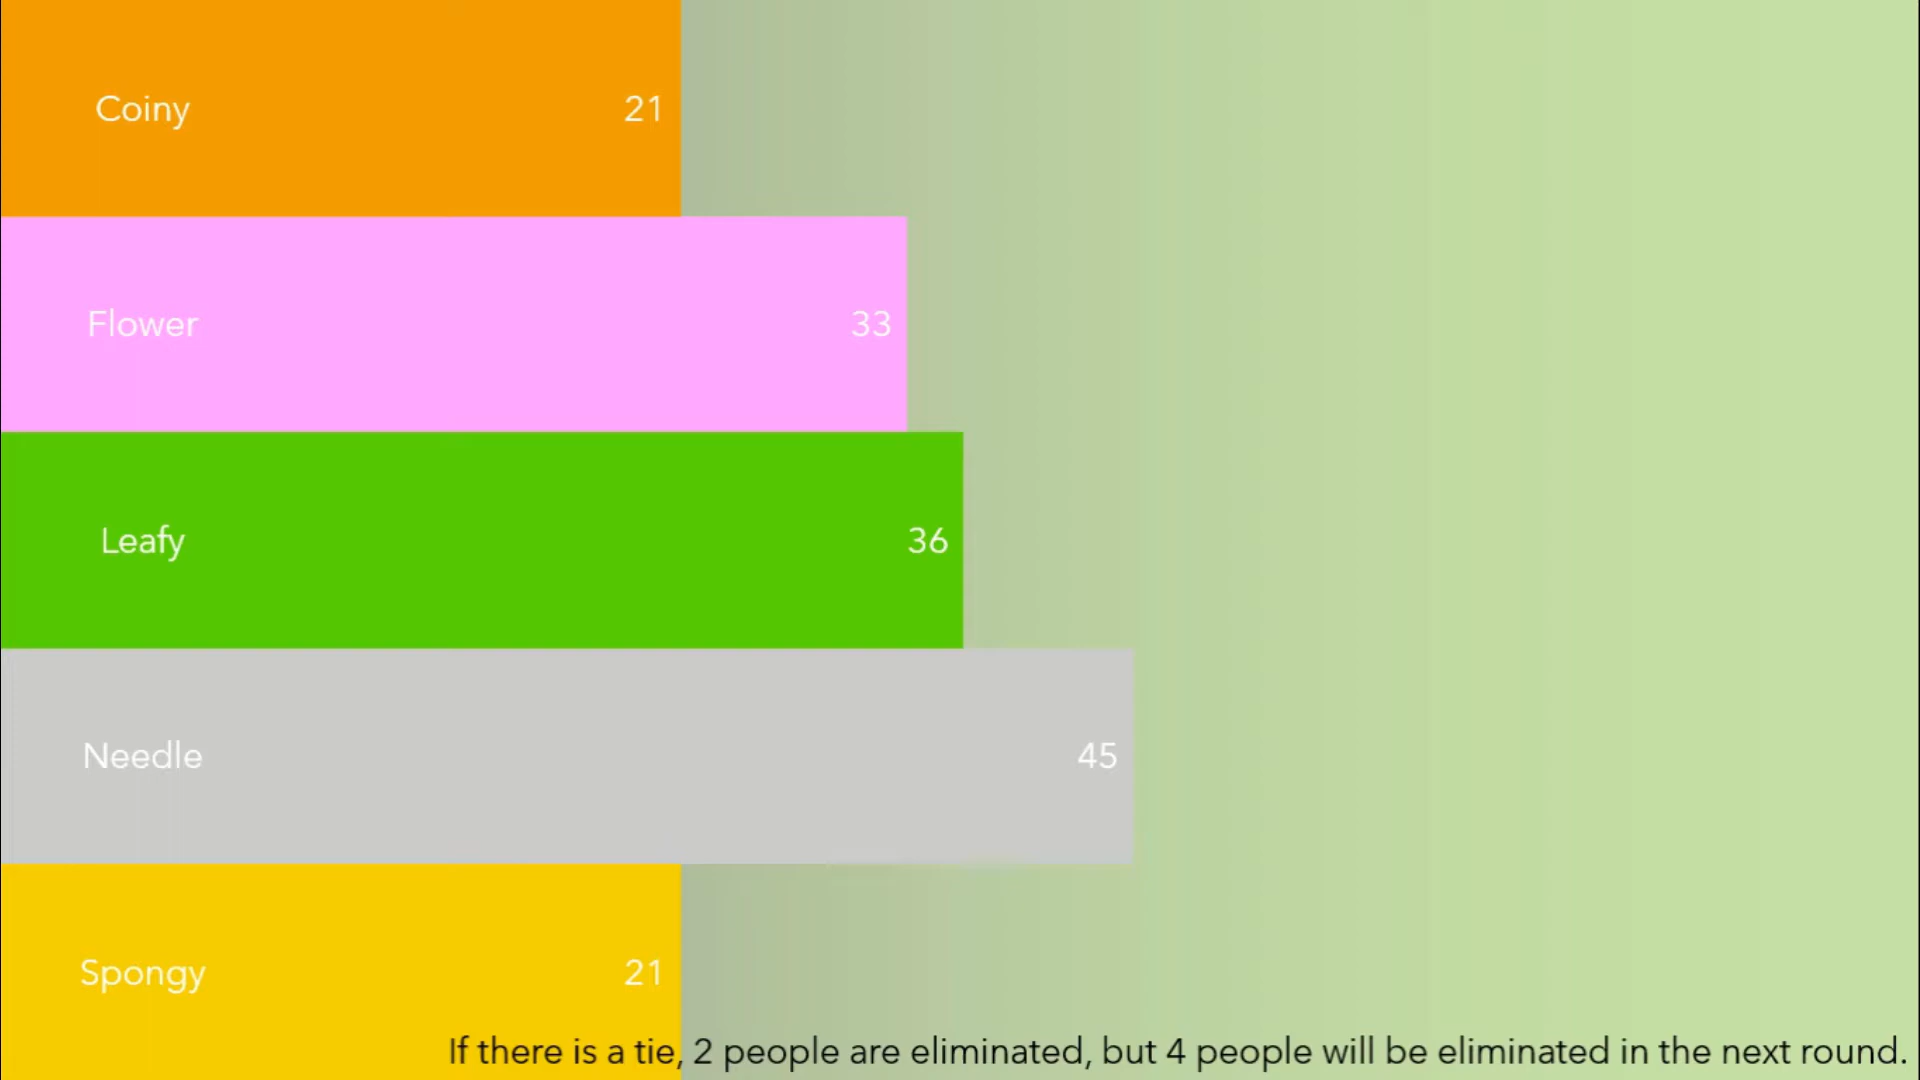 Coiny 21
Flower 33
Leafy 36
Needle 45
Spongy 21
If there is a tie, 2 people are eliminated, but 4 people will be eliminated in the next round.